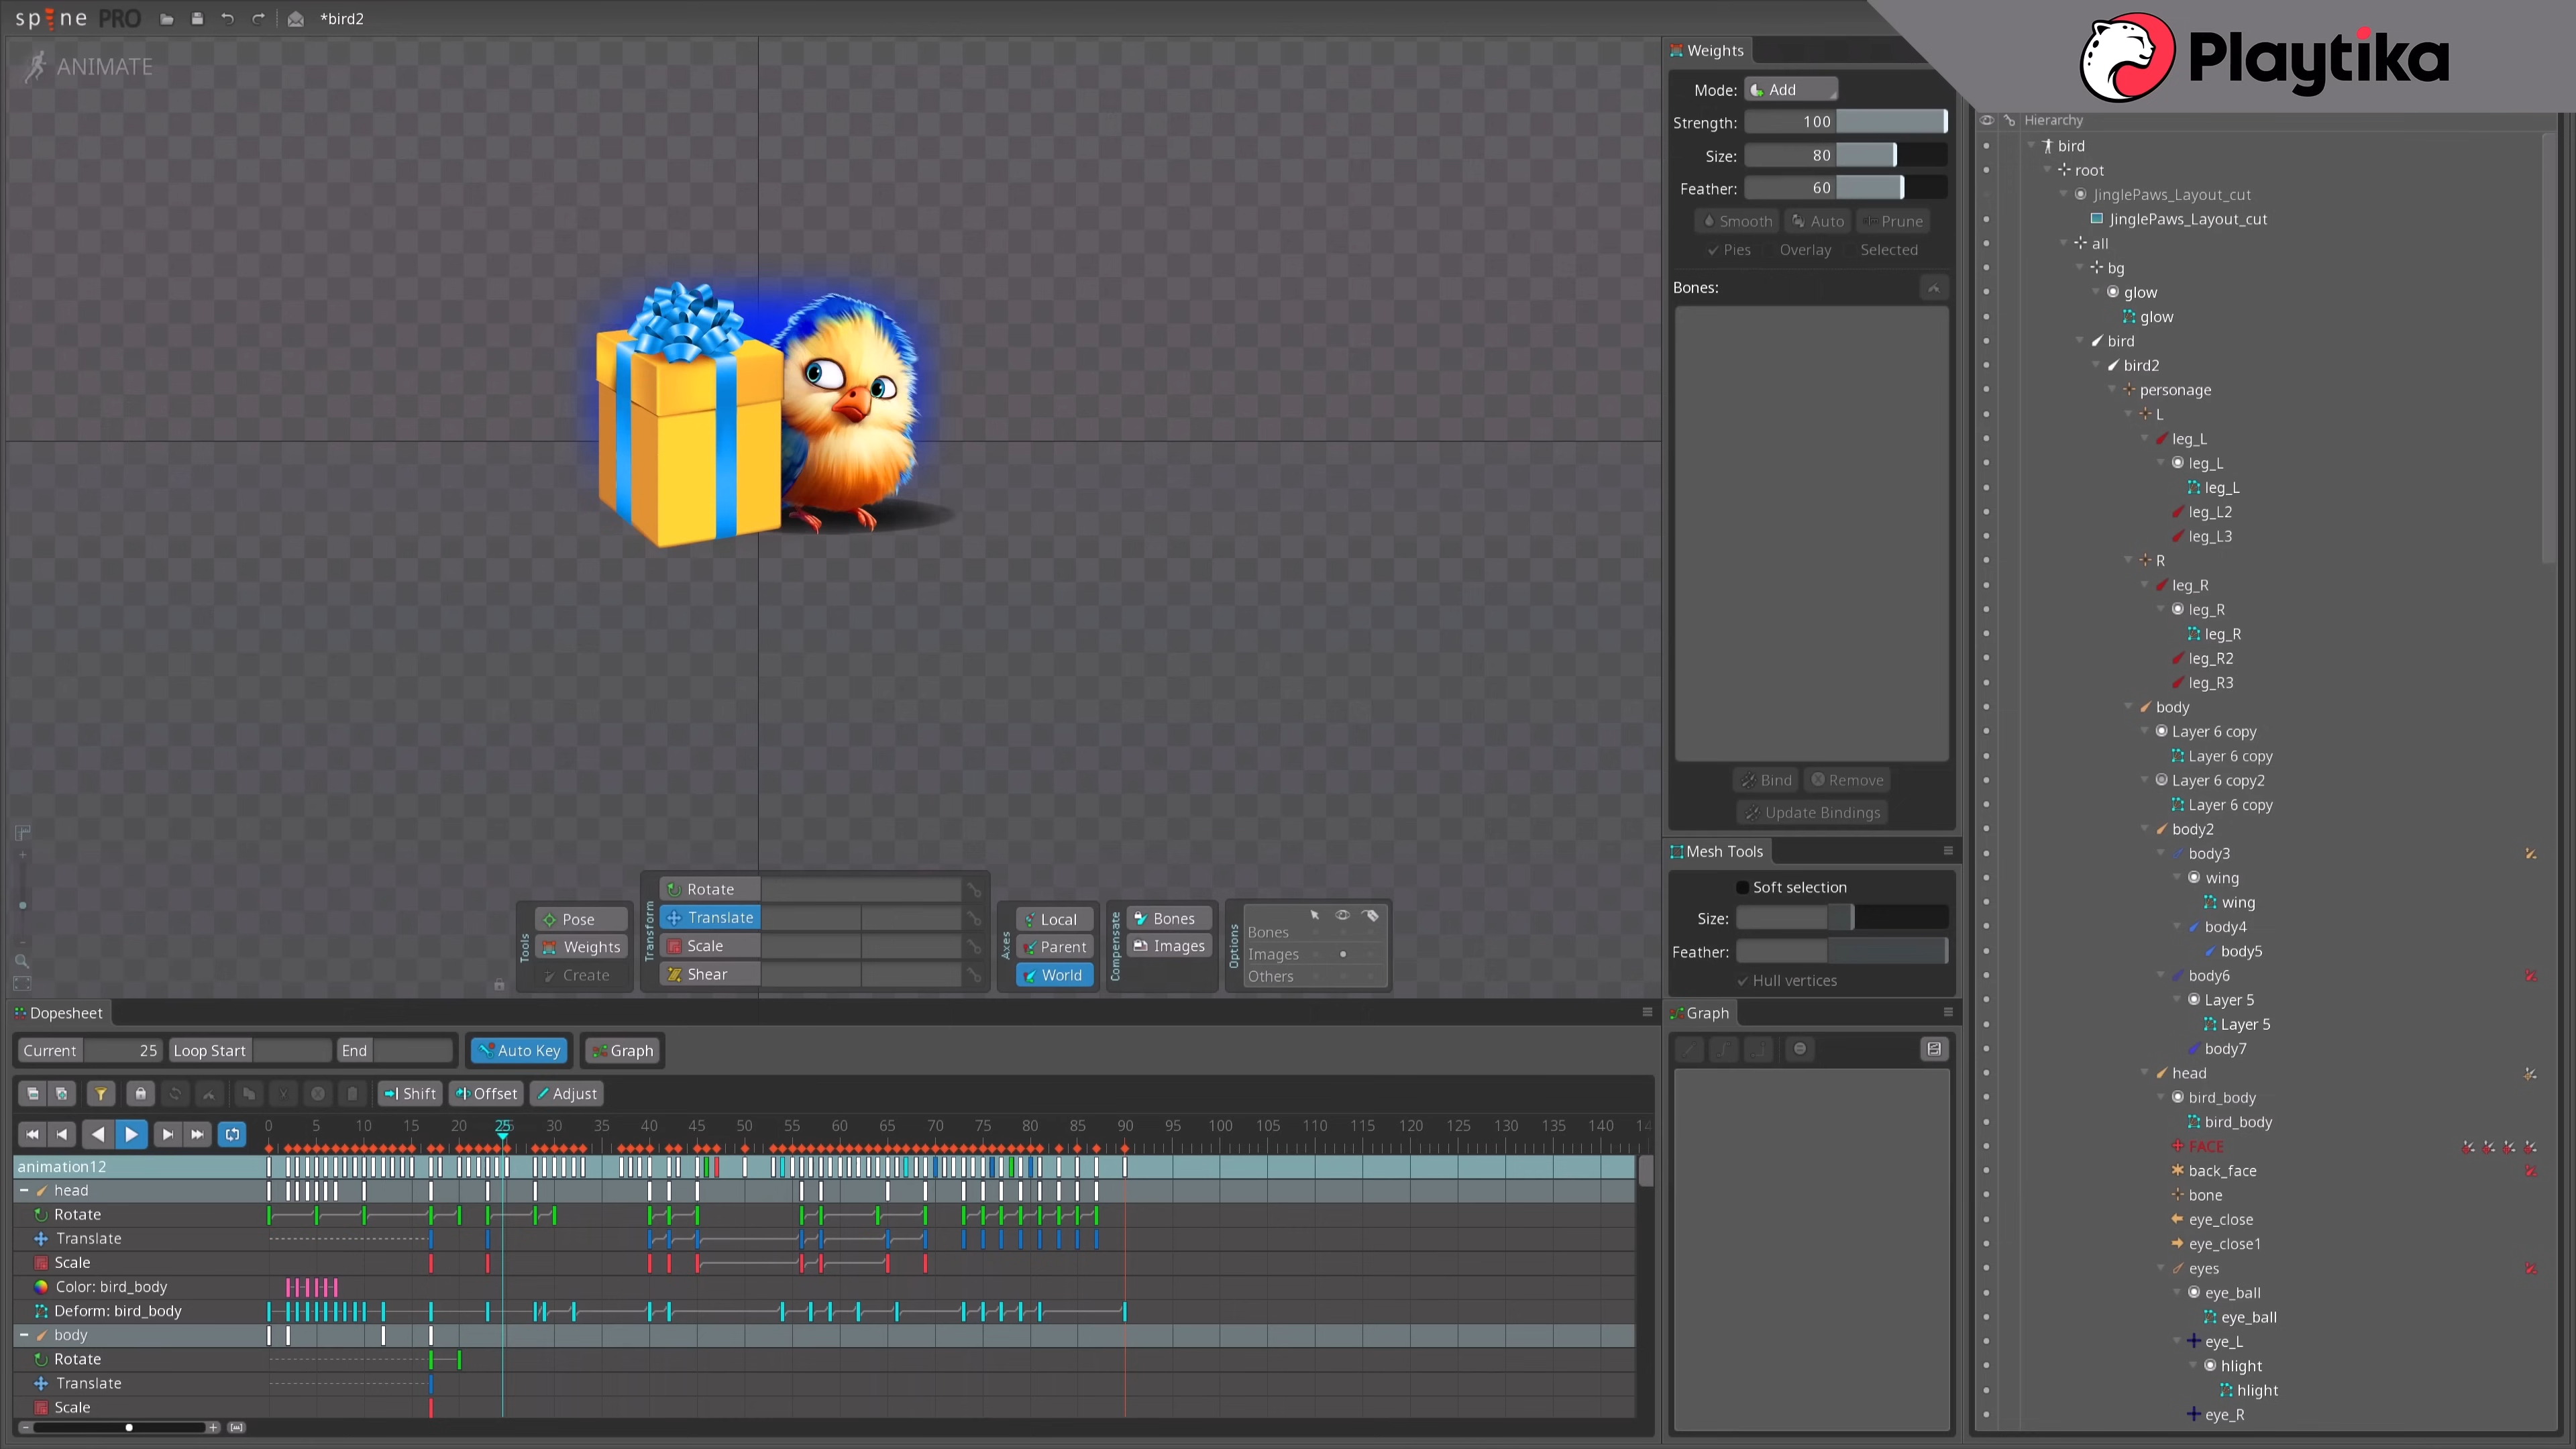 spine PRO *bird2
Playtika
ANIMATE
Weights
Mode: Add
Strength: 100
Size: 80
Feather: 60
Smooth Auto Prune
Pies Overlay Selected
Bones:
Bind Remove
Update Bindings
Mesh Tools
Soft selection
Size:
Feather:
Hull vertices
Graph
Hierarchy
bird
root
JinglePaws_Layout_cut
JinglePaws_Layout_cut
all
bg
glow
glow
bird
bird2
personage
L
leg_L
leg_L
leg_L
leg_L2
leg_L3
R
leg_R
leg_R
leg_R
leg_R2
leg_R3
body
Layer 6 copy
Layer 6 copy
Layer 6 copy2
Layer 6 copy
body2
body3
wing
wing
body4
body5
body6
Layer 5
Layer 5
body7
head
bird_body
bird_body
FACE
back_face
bone
eye_close
eye_close1
eyes
eye_ball
eye_ball
eye_L
hlight
hlight
eye_R
Tools
Pose
Weights
Create
Transform
Rotate
Translate
Scale
Shear
Axes
Local
Parent
World
Compensate
Bones
Images
Options
Bones
Images
Others
Dopesheet
Current 25 Loop Start End Auto Key Graph
Shift Offset Adjust
0 5 10 15 20 25 30 35 40 45 50 55 60 65 70 75 80 85 90 95 100 105 110 115 120 125 130 135 140 14
animation12
head
Rotate
Translate
Scale
Color: bird_body
Deform: bird_body
body
Rotate
Translate
Scale